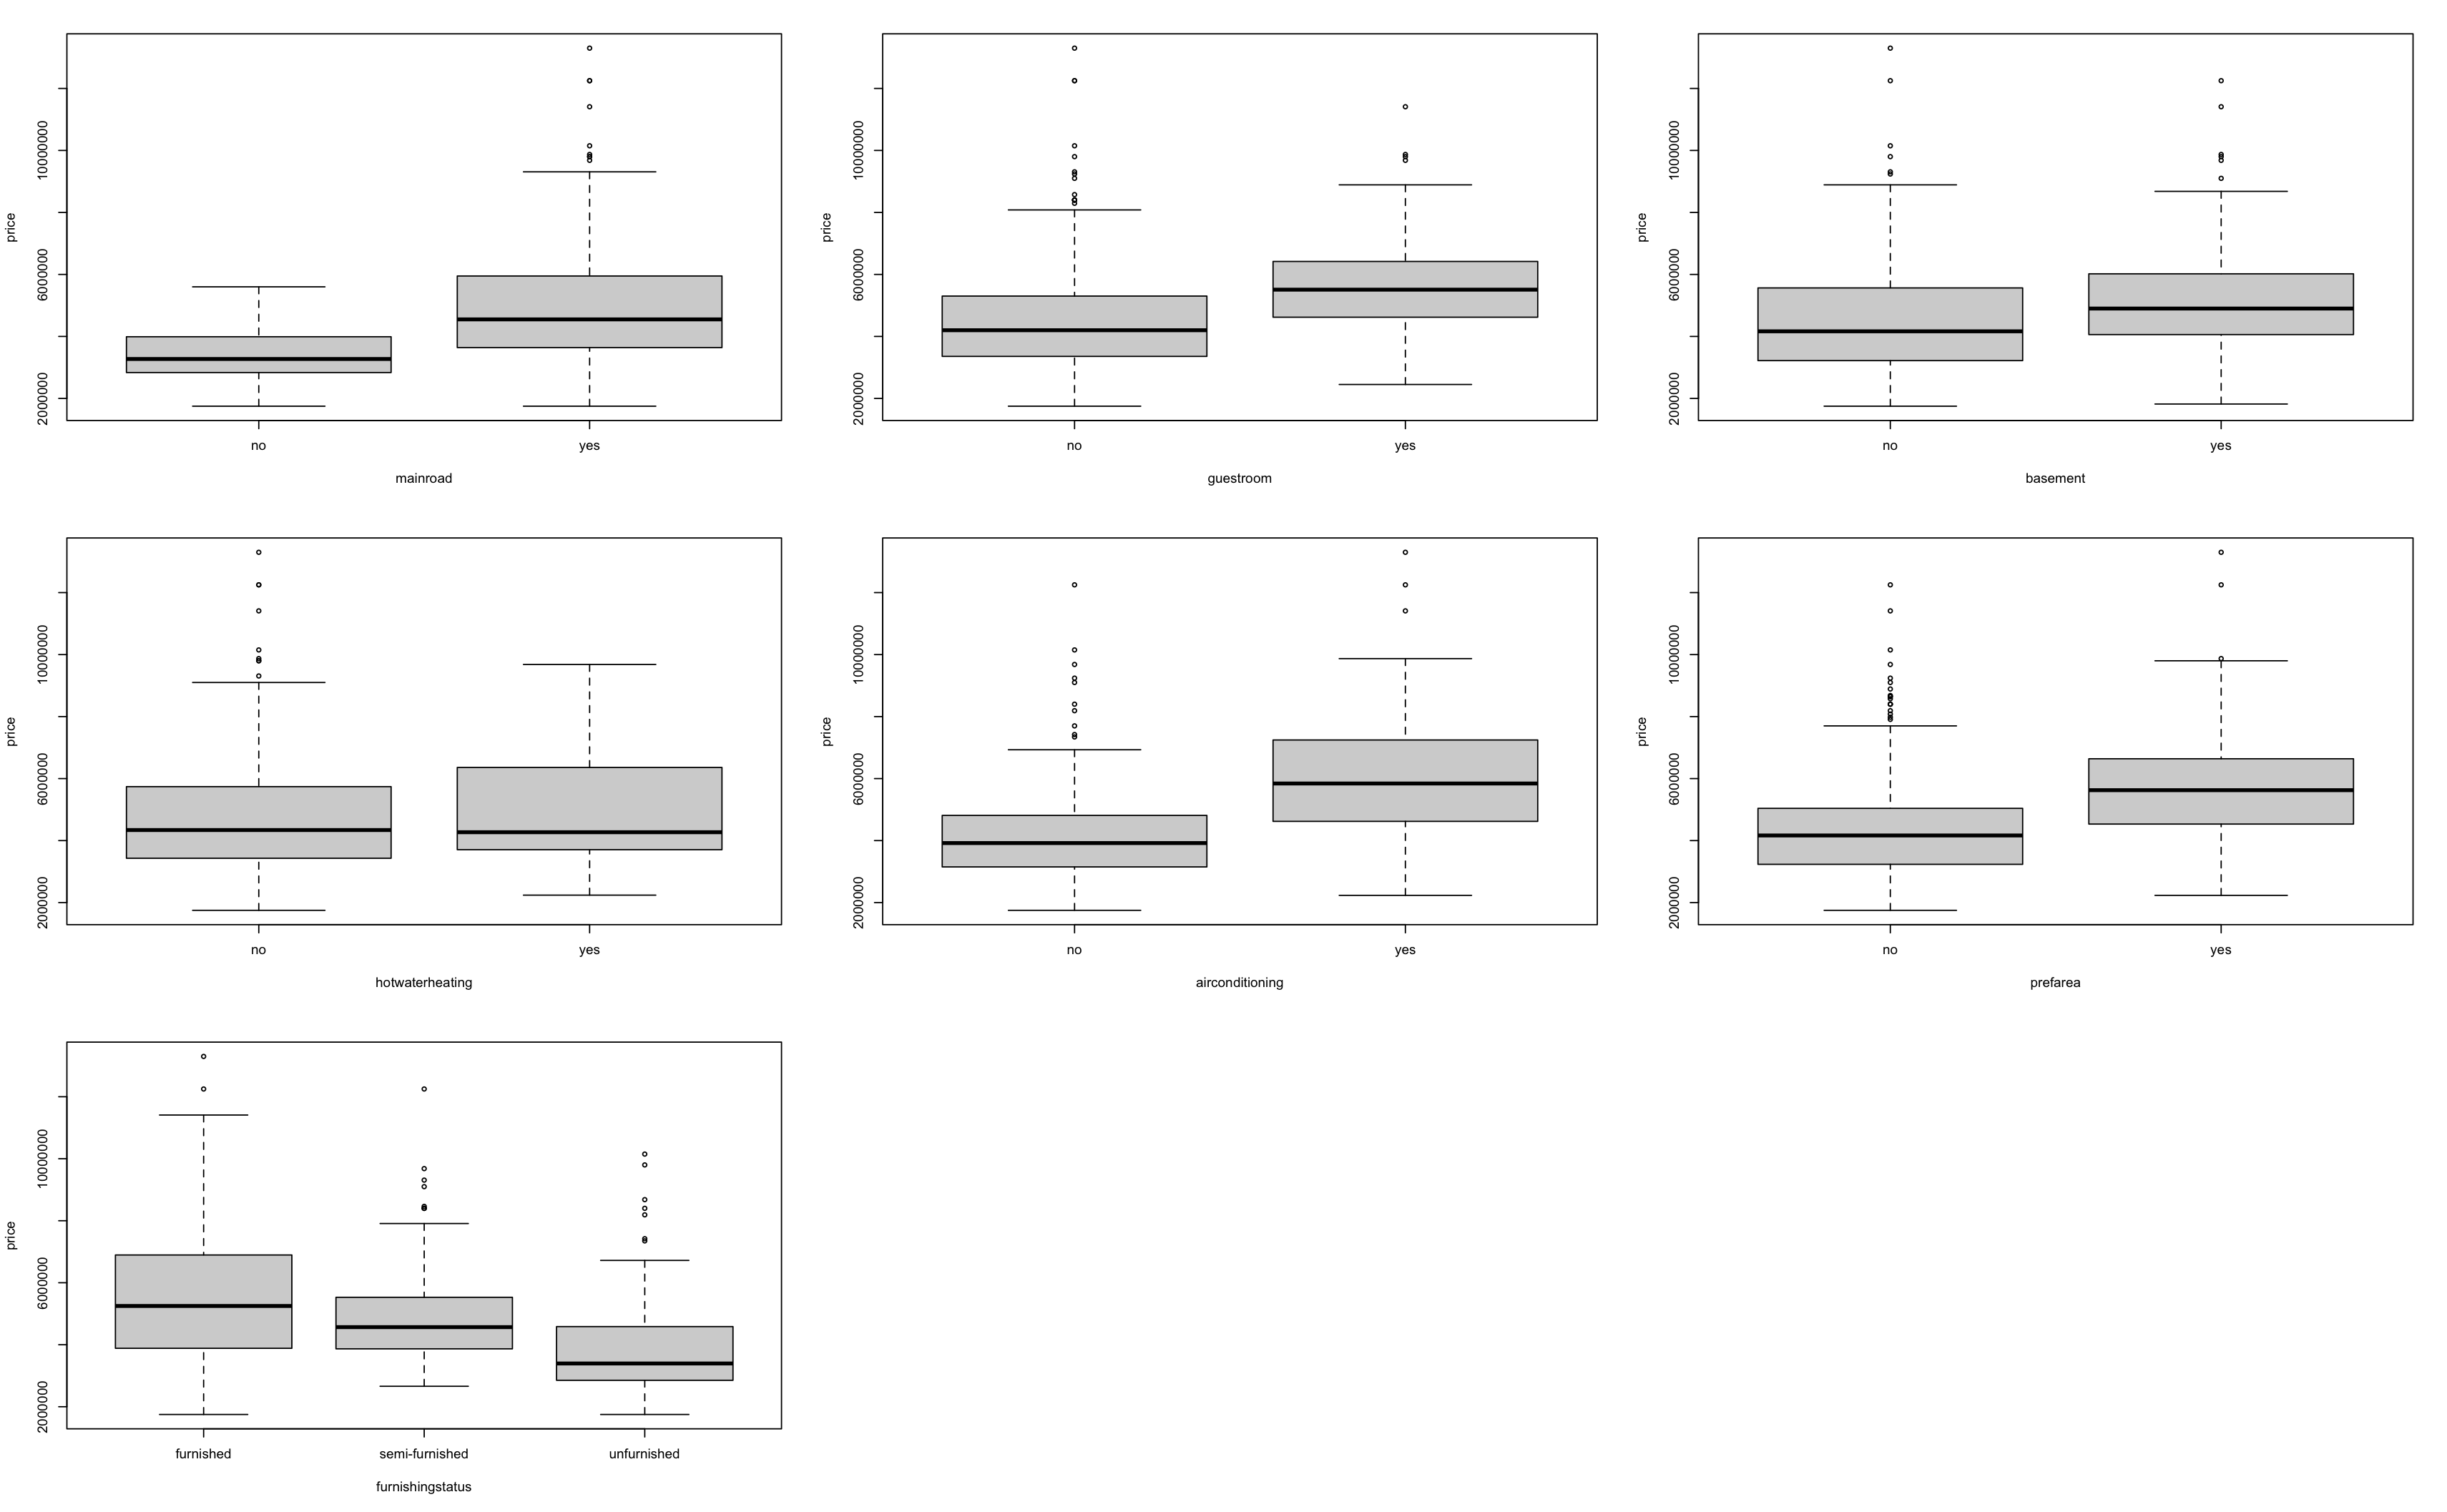 price
2000000 6000000 10000000
no yes
mainroad
price
2000000 6000000 10000000
no yes
guestroom
price
2000000 6000000 10000000
no yes
basement
price
2000000 6000000 10000000
no yes
hotwaterheating
price
2000000 6000000 10000000
no yes
airconditioning
price
2000000 6000000 10000000
no yes
prefarea
price
2000000 6000000 10000000
furnished semi-furnished unfurnished
furnishingstatus